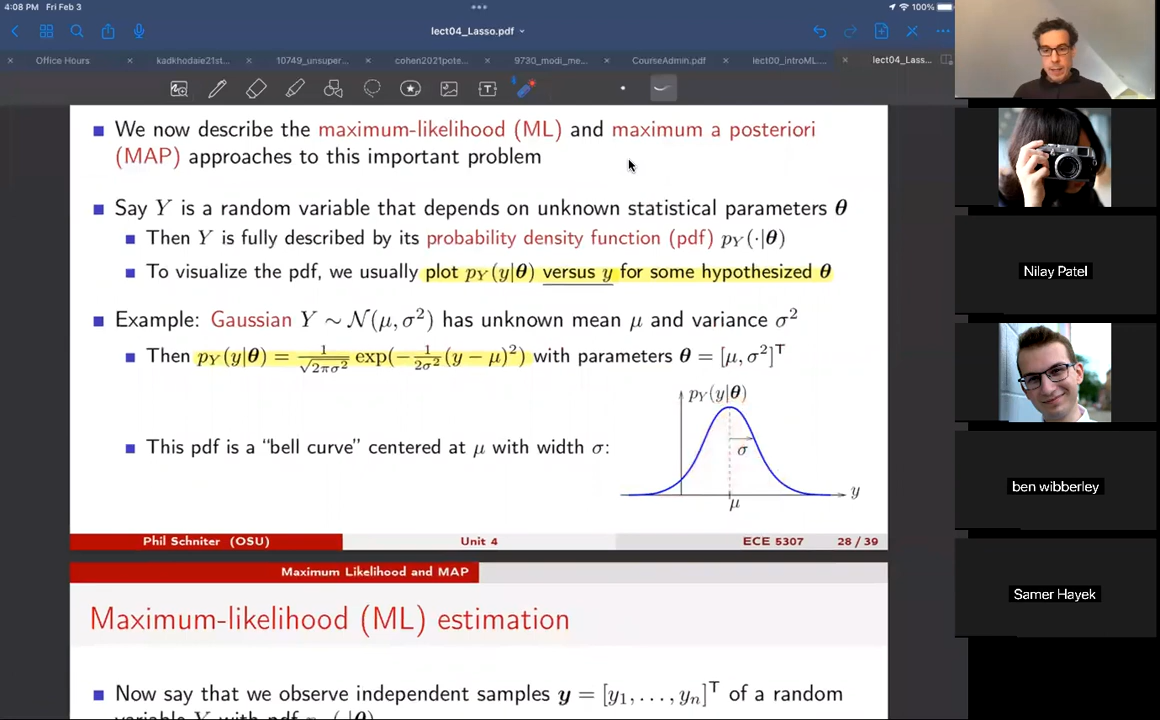 4:08 PM Fri Feb 3
100%
lect04_Lasso.pdf
Office Hours
kadkhodaie21st...
10749_unsuper...
cohen2021pote...
9730_modi_me...
CourseAdmin.pdf
lect00_introML....
lect04_Lass...
We now describe the maximum-likelihood (ML) and maximum a posteriori
(MAP) approaches to this important problem
Say Y is a random variable that depends on unknown statistical parameters θ
Then Y is fully described by its probability density function (pdf) p_Y(·|θ)
To visualize the pdf, we usually plot p_Y(y|θ) versus y for some hypothesized θ
Example: Gaussian Y ∼ N(μ, σ²) has unknown mean μ and variance σ²
Then p_Y(y|θ) = 1/√(2πσ²) exp(−1/(2σ²)(y − μ)²) with parameters θ = [μ, σ²]ᵀ
p_Y(y|θ)
This pdf is a “bell curve” centered at μ with width σ:
σ
y
μ
Phil Schniter (OSU)
Unit 4
ECE 5307
28 / 39
Maximum Likelihood and MAP
Maximum-likelihood (ML) estimation
Now say that we observe independent samples y = [y₁, . . . , yₙ]ᵀ of a random
variable Y with pdf p_Y(·|θ)
Nilay Patel
ben wibberley
Samer Hayek